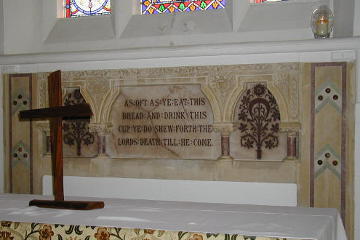 AS·OFT·AS·YE·EAT·THIS
BREAD·AND·DRINK·THIS
CUP·YE·DO·SHEW·FORTH·THE
LORDS·DEATH·TILL·HE·COME.